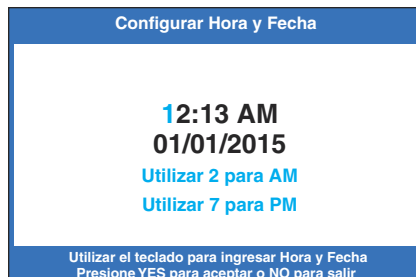 Configurar Hora y Fecha
12:13 AM
01/01/2015
Utilizar 2 para AM
Utilizar 7 para PM
Utilizar el teclado para ingresar Hora y Fecha
Presione YES para aceptar o NO para salir